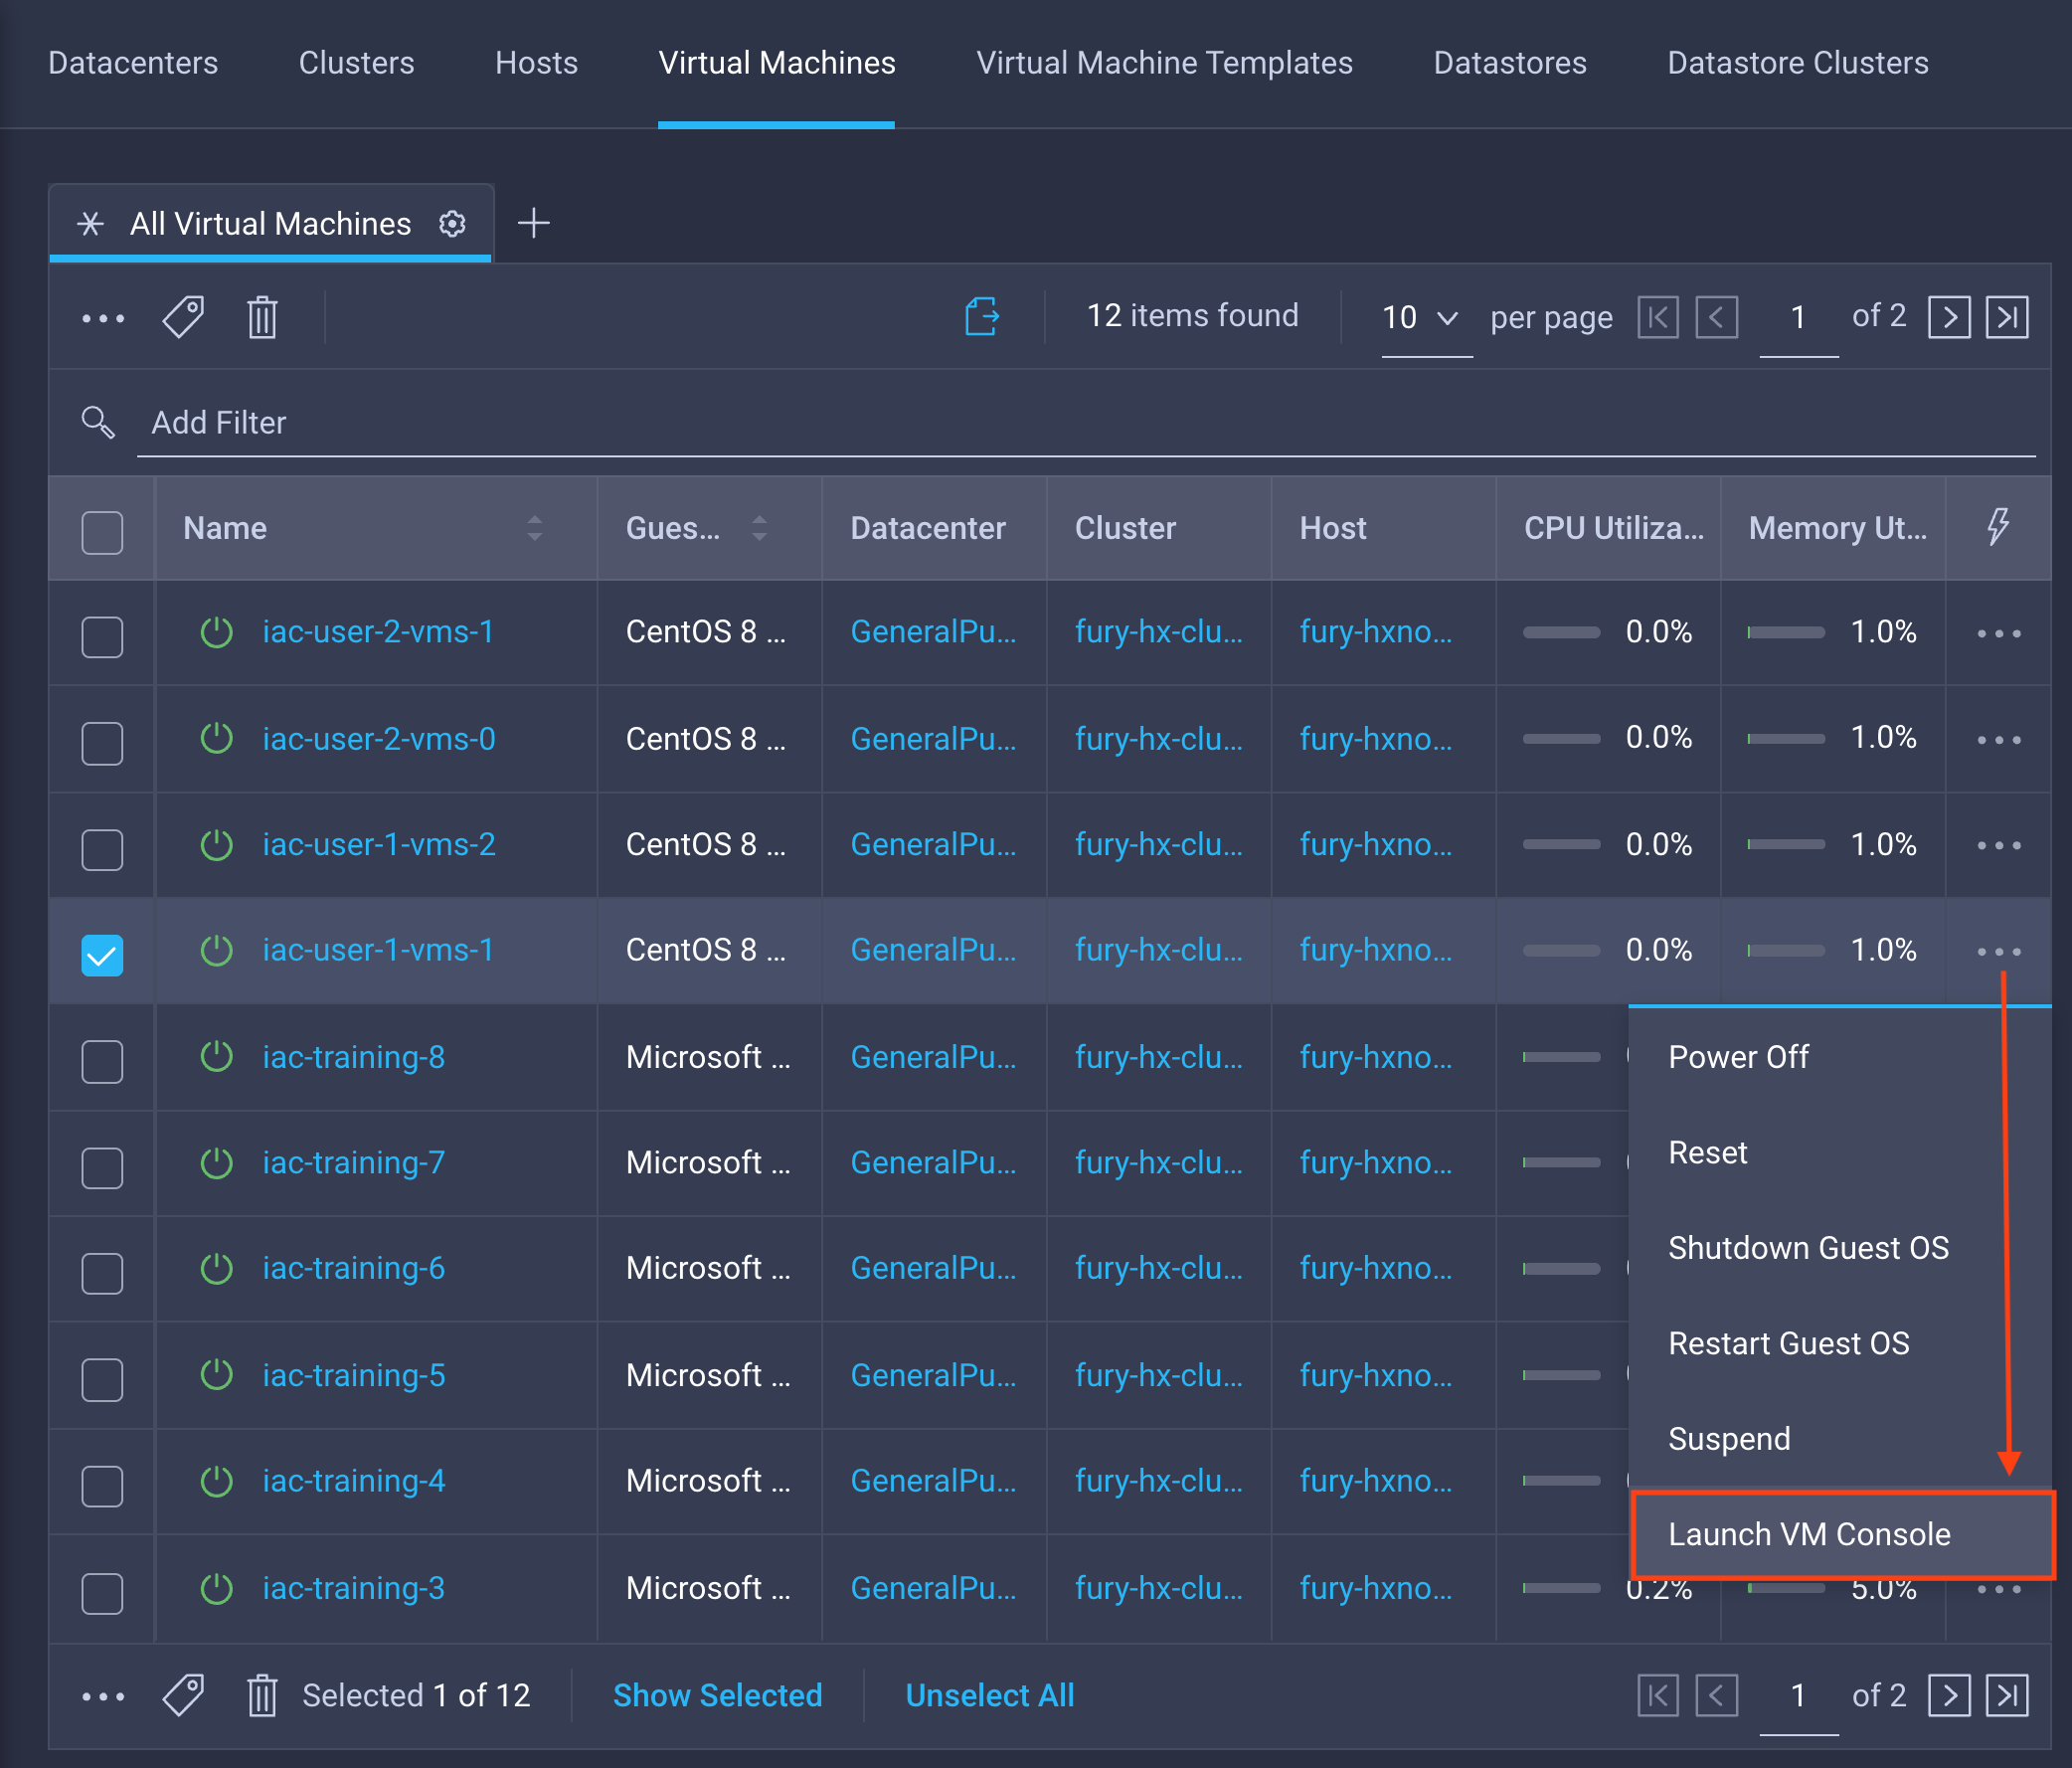 Datacenters Clusters Hosts Virtual Machines Virtual Machine Templates Datastores Datastore Clusters
All Virtual Machines
12 items found 10 per page 1 of 2
Add Filter
Name Gues... Datacenter Cluster Host CPU Utiliza... Memory Ut...
iac-user-2-vms-1 CentOS 8 ... GeneralPu... fury-hx-clu... fury-hxno... 0.0% 1.0%
iac-user-2-vms-0 CentOS 8 ... GeneralPu... fury-hx-clu... fury-hxno... 0.0% 1.0%
iac-user-1-vms-2 CentOS 8 ... GeneralPu... fury-hx-clu... fury-hxno... 0.0% 1.0%
iac-user-1-vms-1 CentOS 8 ... GeneralPu... fury-hx-clu... fury-hxno... 0.0% 1.0%
iac-training-8 Microsoft ... GeneralPu... fury-hx-clu... fury-hxno... Power Off
iac-training-7 Microsoft ... GeneralPu... fury-hx-clu... fury-hxno... Reset
iac-training-6 Microsoft ... GeneralPu... fury-hx-clu... fury-hxno... Shutdown Guest OS
iac-training-5 Microsoft ... GeneralPu... fury-hx-clu... fury-hxno... Restart Guest OS
Suspend
iac-training-4 Microsoft ... GeneralPu... fury-hx-clu... fury-hxno...
Launch VM Console
iac-training-3 Microsoft ... GeneralPu... fury-hx-clu... fury-hxno... 0.2% 5.0%
Selected 1 of 12 Show Selected Unselect All 1 of 2